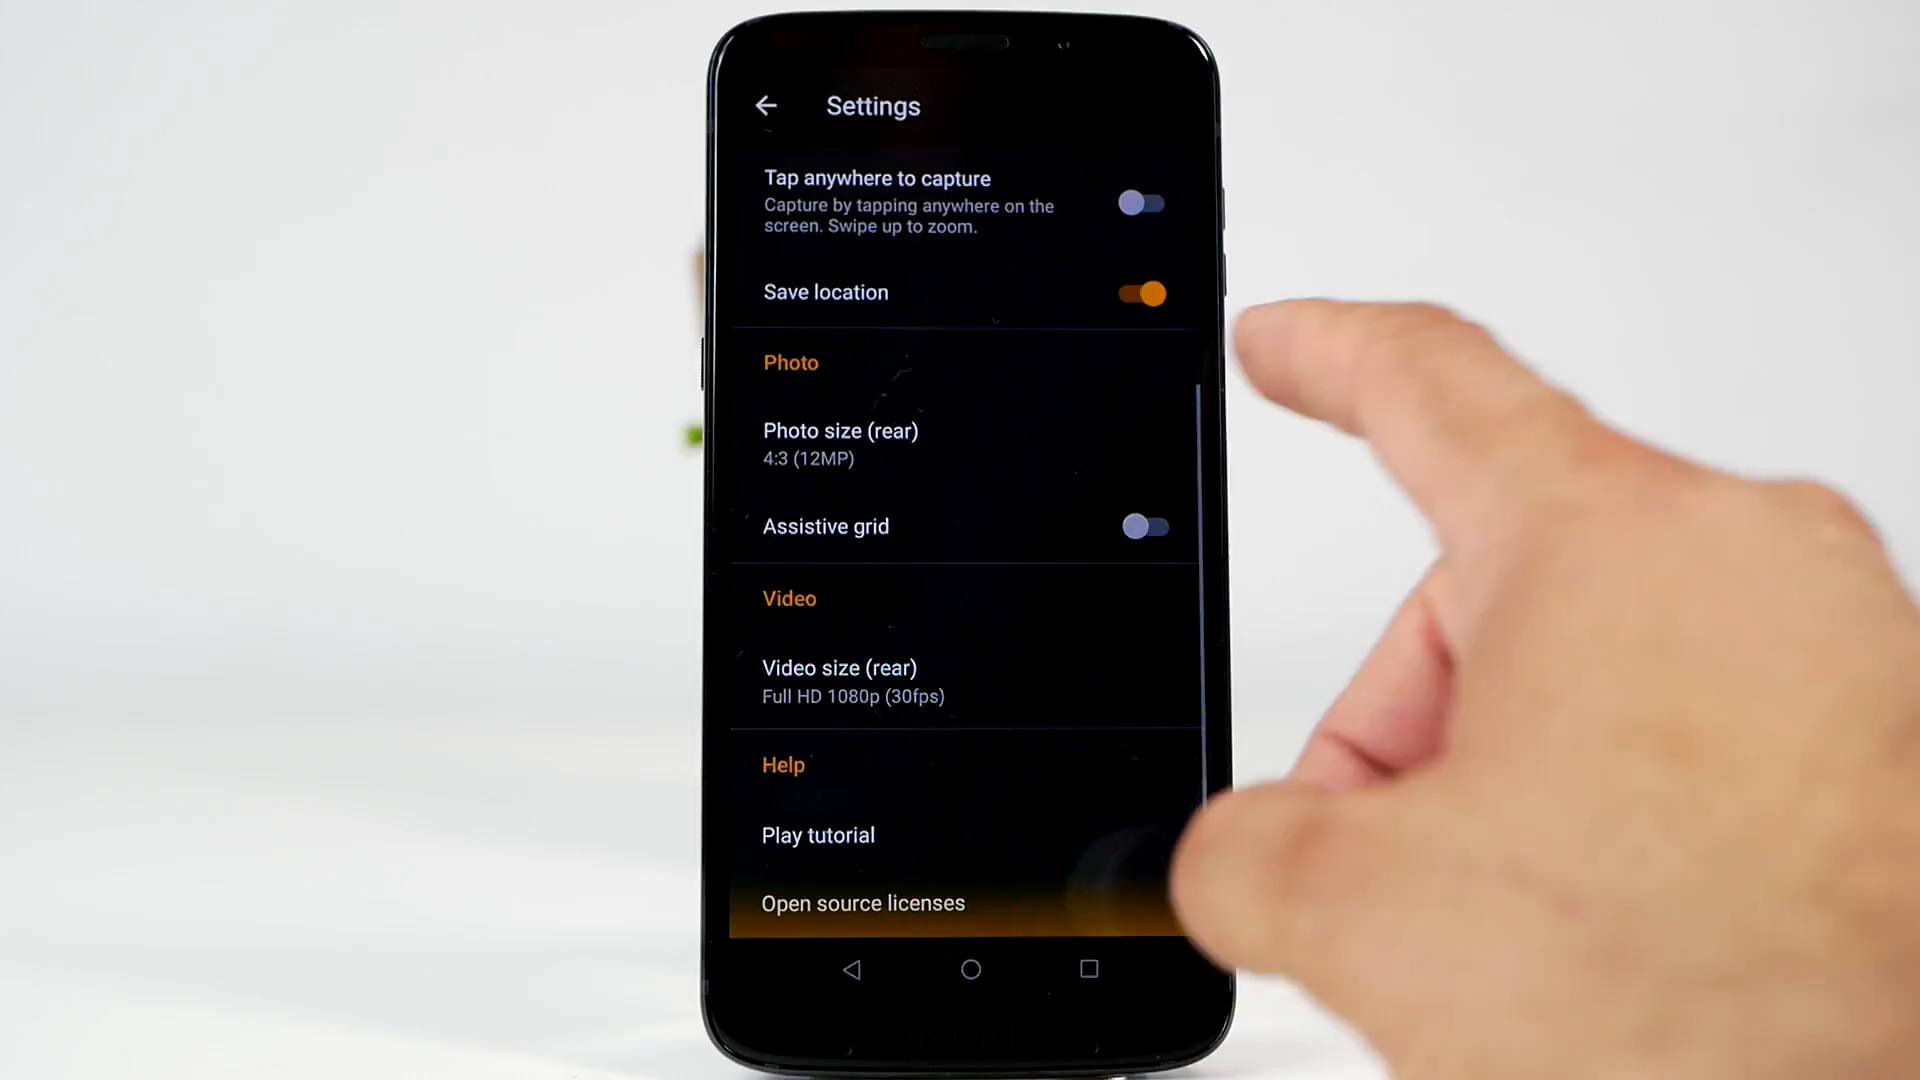 Settings
Tap anywhere to capture
Capture by tapping anywhere on the
screen. Swipe up to zoom.
Save location
Photo
Photo size (rear)
4:3 (12MP)
Assistive grid
Video
Video size (rear)
Full HD 1080p (30fps)
Help
Play tutorial
Open source licenses